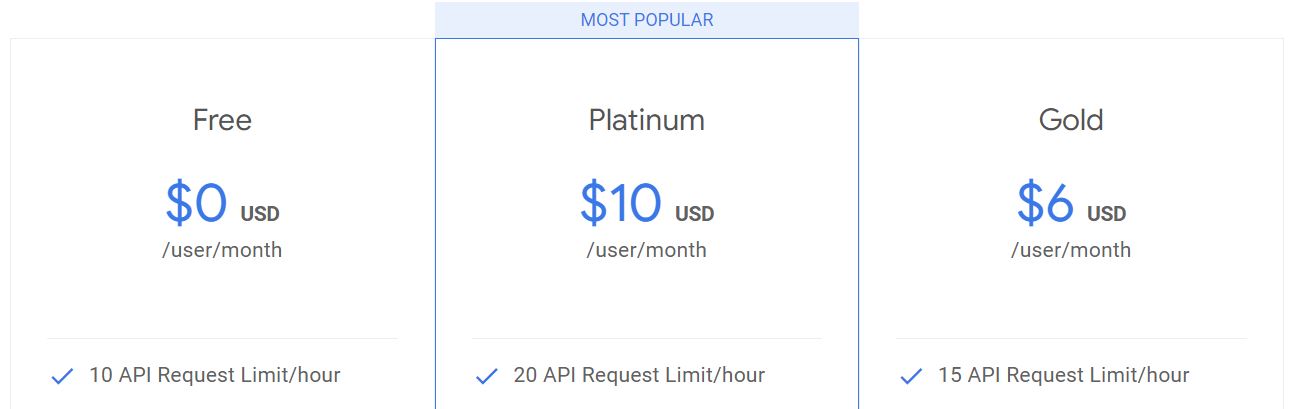 MOST POPULAR
Free
$0 USD
/user/month
10 API Request Limit/hour
Platinum
$10 USD
/user/month
20 API Request Limit/hour
Gold
$6 USD
/user/month
15 API Request Limit/hour